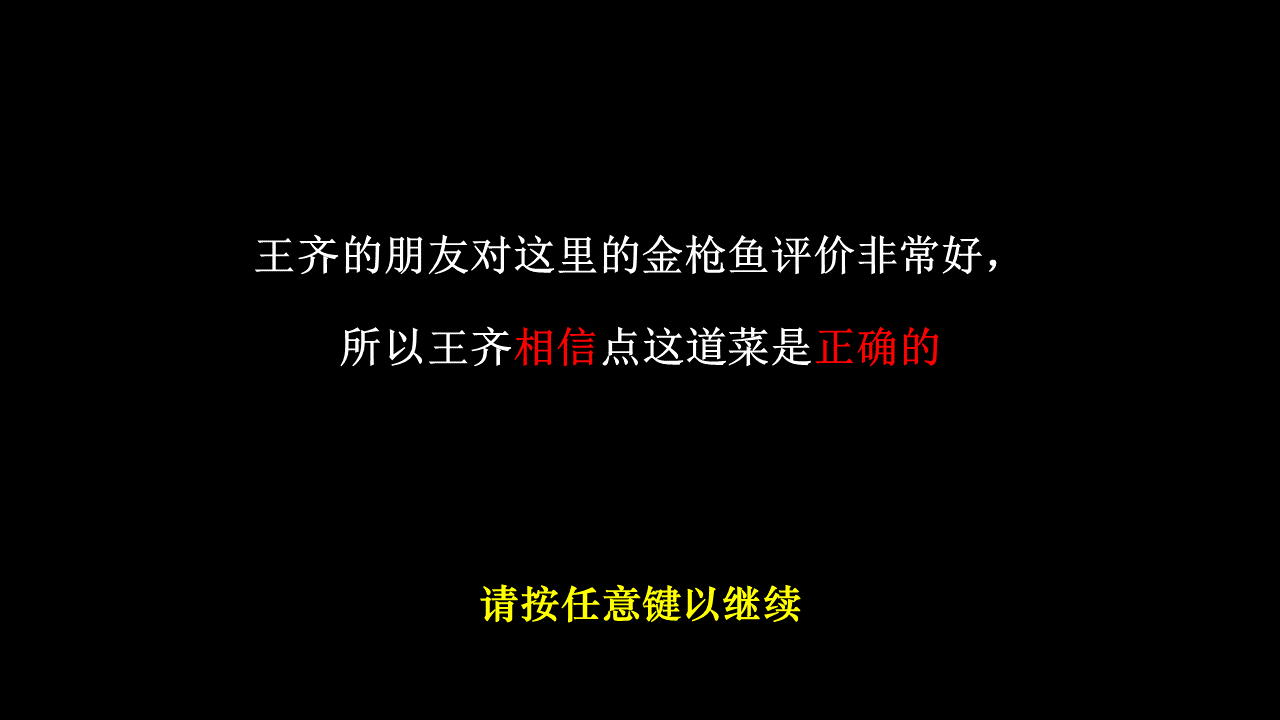 王齐的朋友对这里的金枪鱼评价非常好，
所以王齐相信点这道菜是正确的
请按任意键以继续